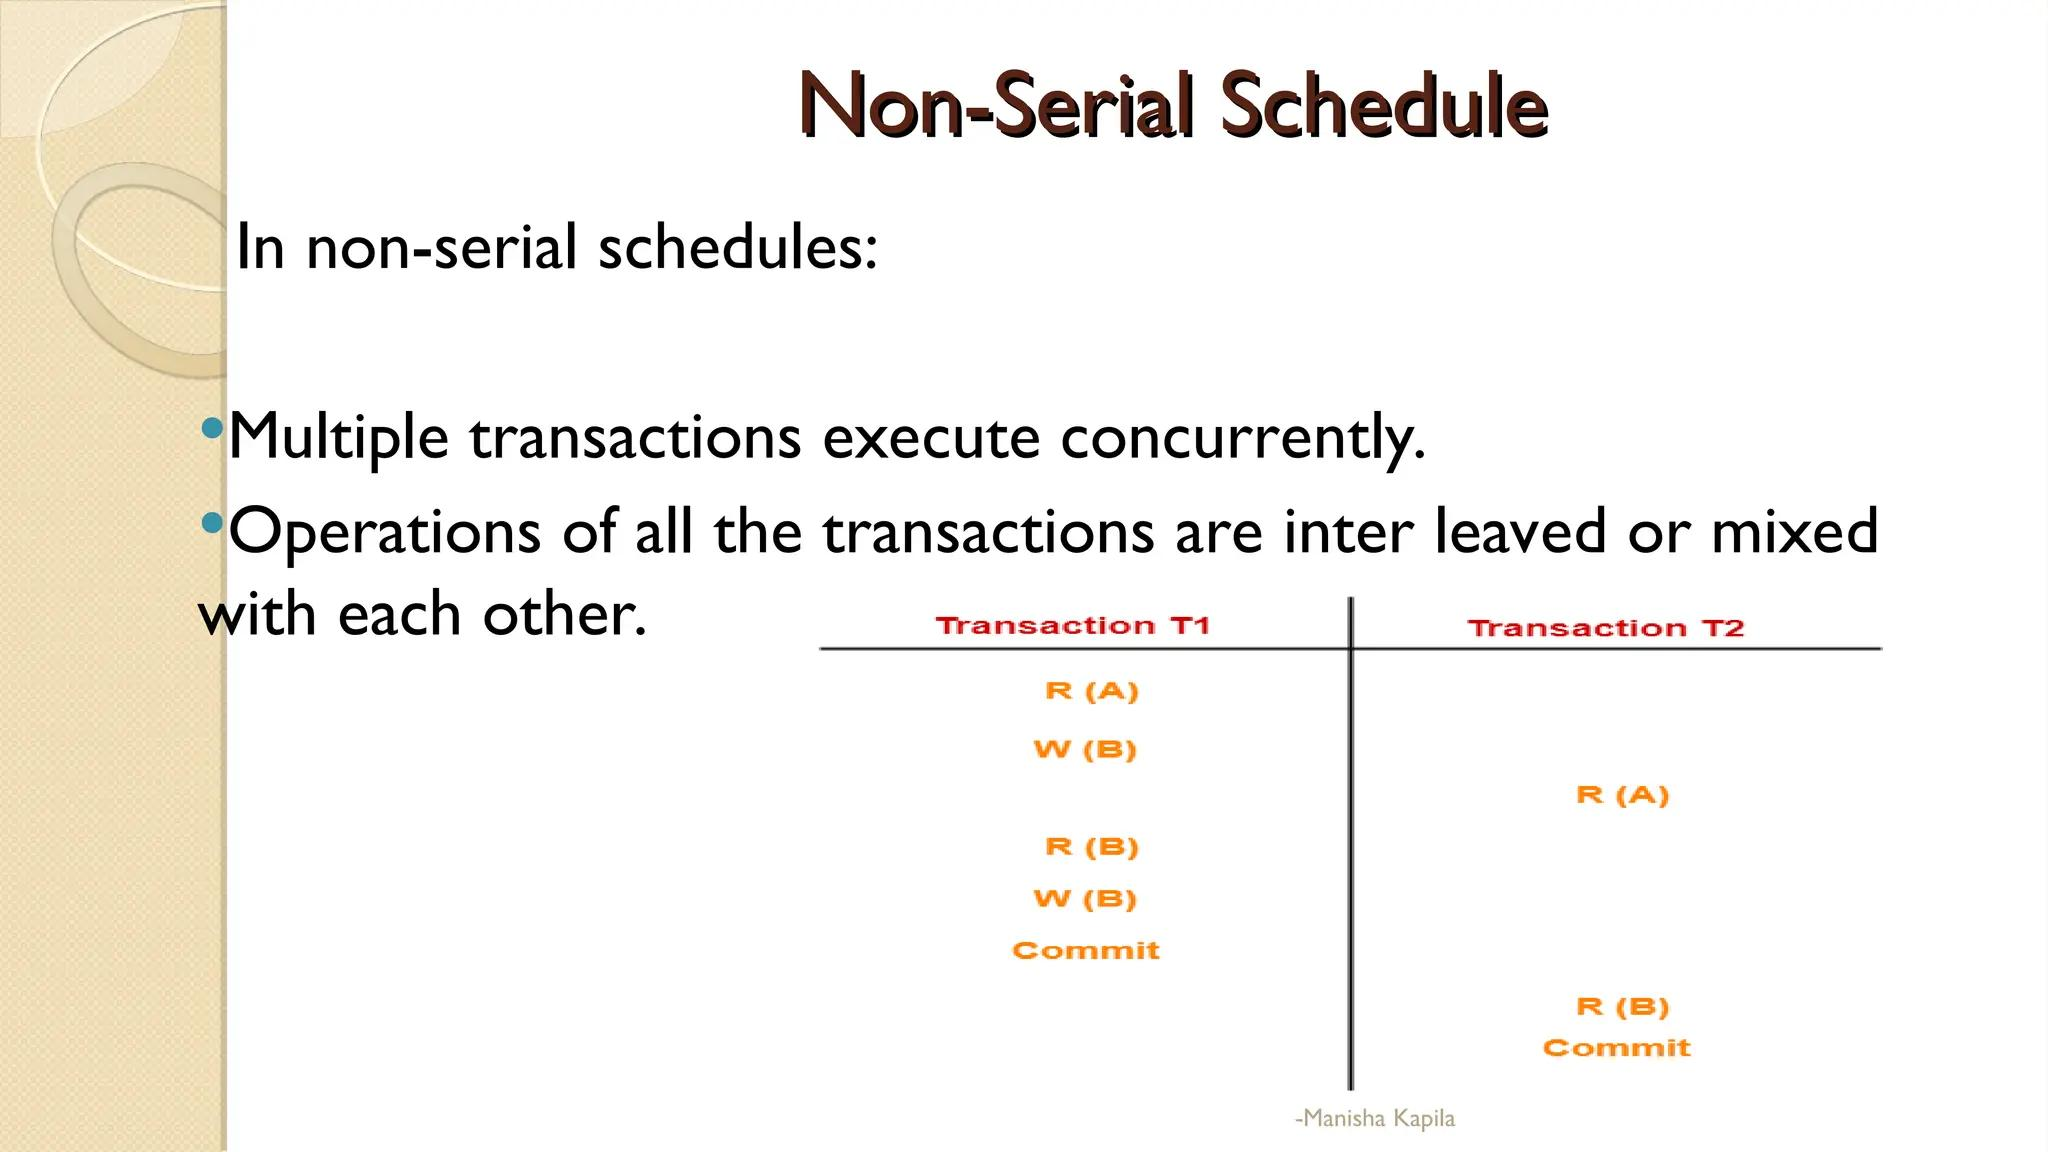 Non-Serial Schedule
In non-serial schedules:
•Multiple transactions execute concurrently.
•Operations of all the transactions are inter leaved or mixed
with each other.
Transaction T1 Transaction T2
R (A)
W (B)
R (A)
R (B)
W (B)
Commit
R (B)
Commit
-Manisha Kapila